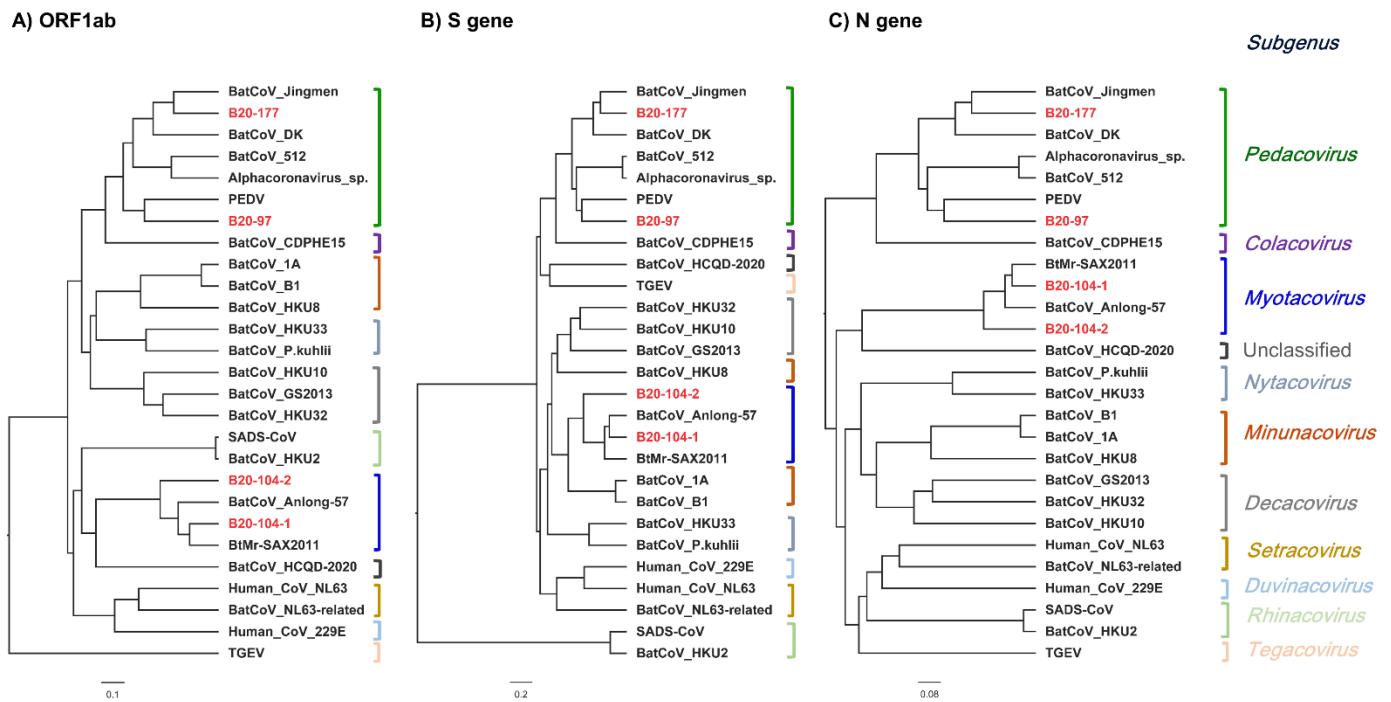 A) ORF1ab
BatCoV_Jingmen
B20-177
BatCoV_DK
BatCoV_512
Alphacoronavirus_sp.
PEDV
B20-97
BatCoV_CDPHE15
BatCoV_1A
BatCoV_B1
BatCoV_HKU8
BatCoV_HKU33
BatCoV_P.kuhlii
BatCoV_HKU10
BatCoV_GS2013
BatCoV_HKU32
SADS-CoV
BatCoV_HKU2
B20-104-2
BatCoV_Anlong-57
B20-104-1
BtMr-SAX2011
BatCoV_HCQD-2020
Human_CoV_NL63
BatCoV_NL63-related
Human_CoV_229E
TGEV
0.1
B) S gene
BatCoV_Jingmen
B20-177
BatCoV_DK
BatCoV_512
Alphacoronavirus_sp.
PEDV
B20-97
BatCoV_CDPHE15
BatCoV_HCQD-2020
TGEV
BatCoV_HKU32
BatCoV_HKU10
BatCoV_GS2013
BatCoV_HKU8
B20-104-2
BatCoV_Anlong-57
B20-104-1
BtMr-SAX2011
BatCoV_1A
BatCoV_B1
BatCoV_HKU33
BatCoV_P.kuhlii
Human_CoV_229E
Human_CoV_NL63
BatCoV_NL63-related
SADS-CoV
BatCoV_HKU2
0.2
C) N gene
BatCoV_Jingmen
B20-177
BatCoV_DK
Alphacoronavirus_sp.
BatCoV_512
PEDV
B20-97
BatCoV_CDPHE15
BtMr-SAX2011
B20-104-1
BatCoV_Anlong-57
B20-104-2
BatCoV_HCQD-2020
BatCoV_P.kuhlii
BatCoV_HKU33
BatCoV_B1
BatCoV_1A
BatCoV_HKU8
BatCoV_GS2013
BatCoV_HKU32
BatCoV_HKU10
Human_CoV_NL63
BatCoV_NL63-related
Human_CoV_229E
SADS-CoV
BatCoV_HKU2
TGEV
0.08
Subgenus
Pedacovirus
Colacovirus
Myotacovirus
Unclassified
Nytacovirus
Minunacovirus
Decacovirus
Setracovirus
Duvinacovirus
Rhinacovirus
Tegacovirus